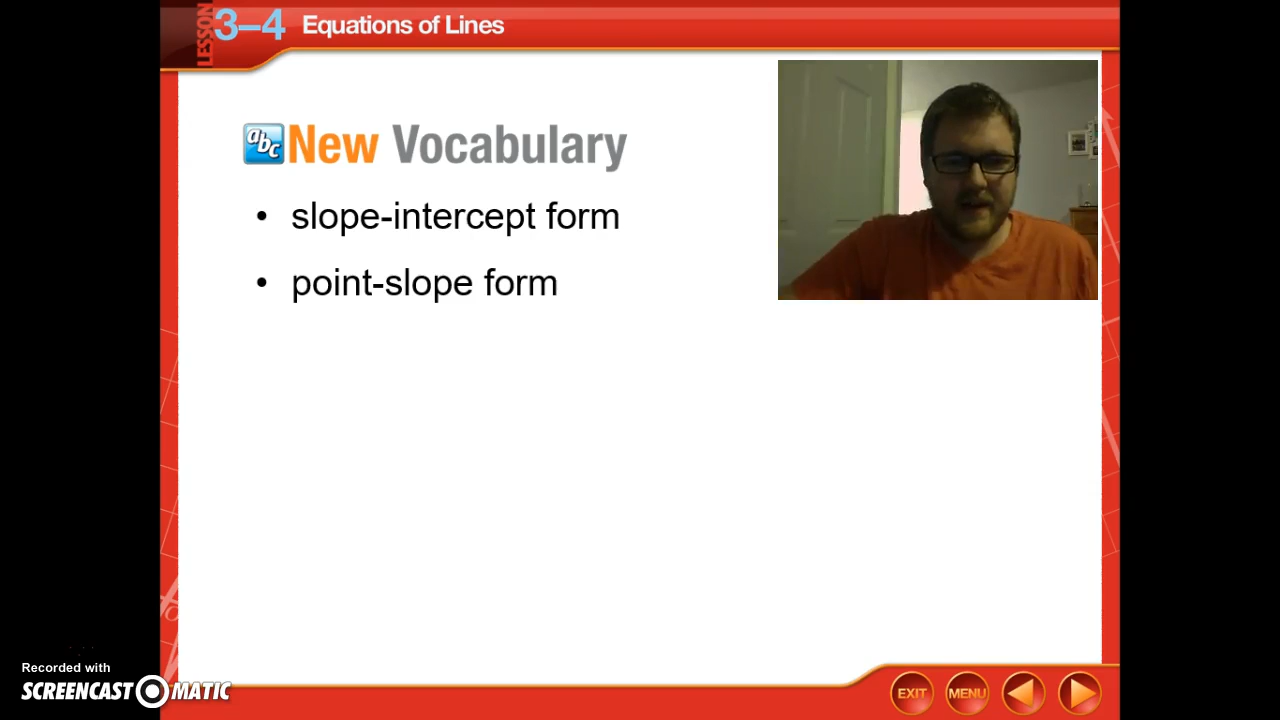 LESSON 3–4 Equations of Lines
abc New Vocabulary
• slope-intercept form
• point-slope form
Recorded with
SCREENCAST O MATIC
EXIT MENU